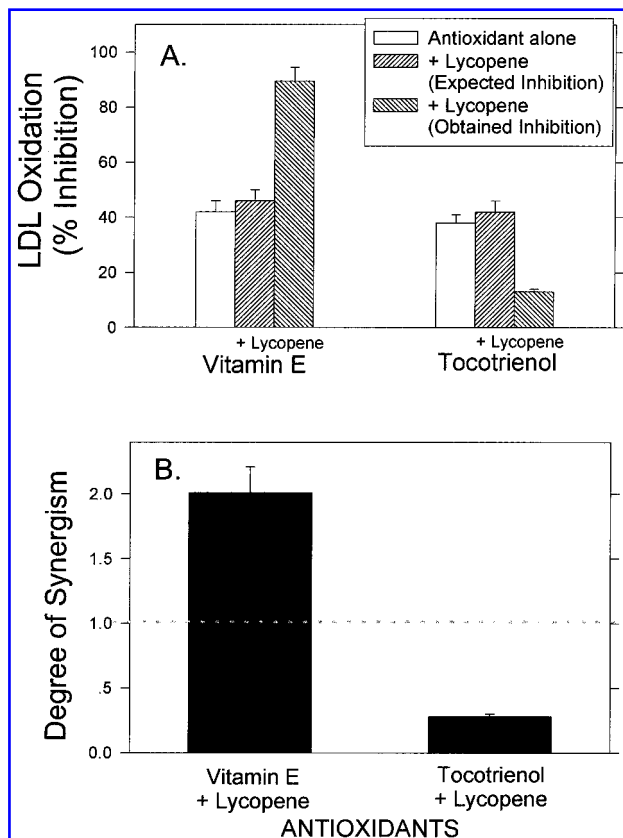 A.
Antioxidant alone
+ Lycopene
(Expected Inhibition)
+ Lycopene
(Obtained Inhibition)
LDL Oxidation
(% Inhibition)
100
80
60
40
20
0
+ Lycopene
+ Lycopene
Vitamin E
Tocotrienol
B.
Degree of Synergism
2.0
1.5
1.0
.5
0.0
Vitamin E
+ Lycopene
Tocotrienol
+ Lycopene
ANTIOXIDANTS